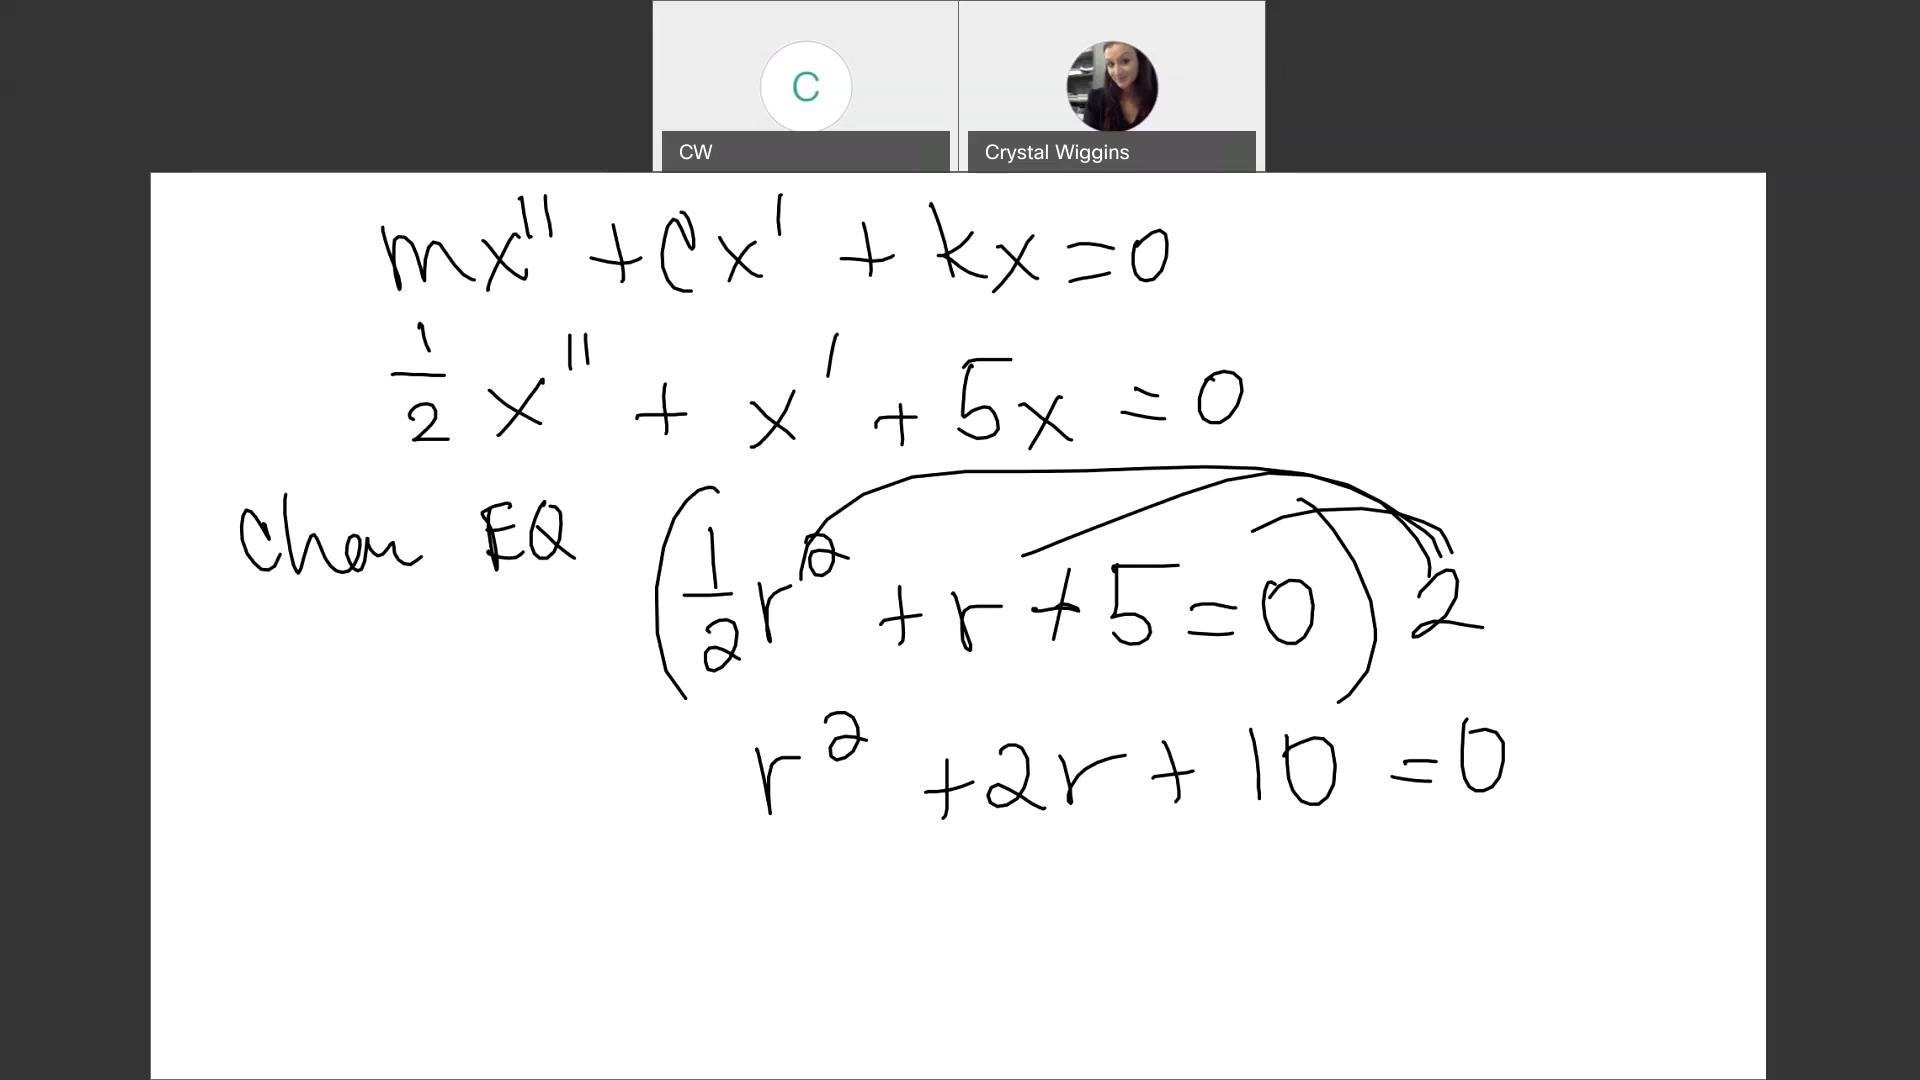 C
CW
Crystal Wiggins
mx'' + cx' + kx = 0
1/2 x'' + x' + 5x = 0
Char EQ (1/2 r² + r + 5 = 0) 2
r² + 2r + 10 = 0